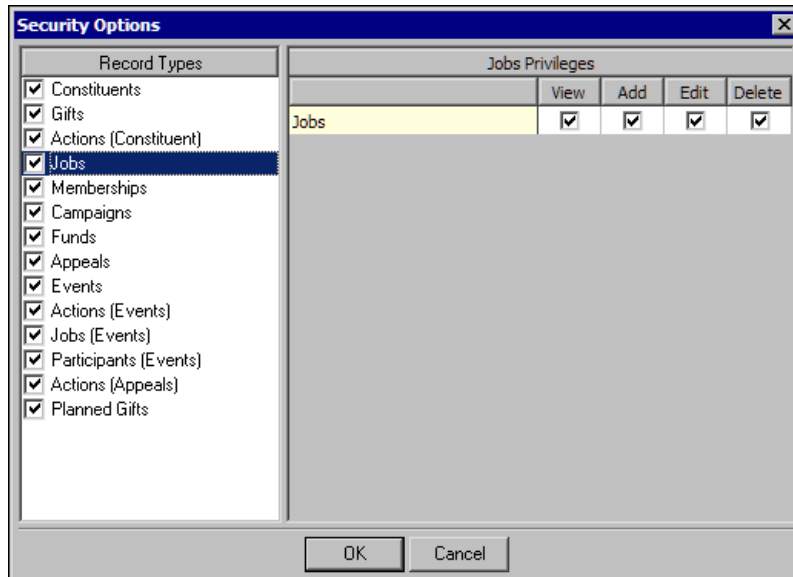 Security Options
Record Types
Constituents
Gifts
Actions (Constituent)
Jobs
Memberships
Campaigns
Funds
Appeals
Events
Actions (Events)
Jobs (Events)
Participants (Events)
Actions (Appeals)
Planned Gifts
Jobs Privileges
View Add Edit Delete
Jobs
OK Cancel